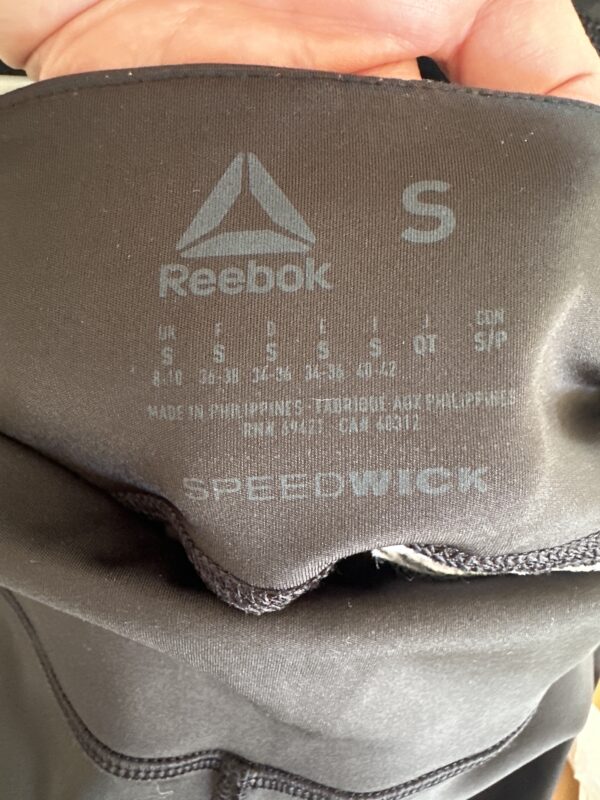 S
Reebok
UK F D E I J CDN
S S S S S OT S/P
8-10 36-38 34-36 34-36 40-42
MADE IN PHILIPPINES - FABRIQUE AUX PHILIPPINES
RN# 69421 CA# 40312
SPEEDWICK